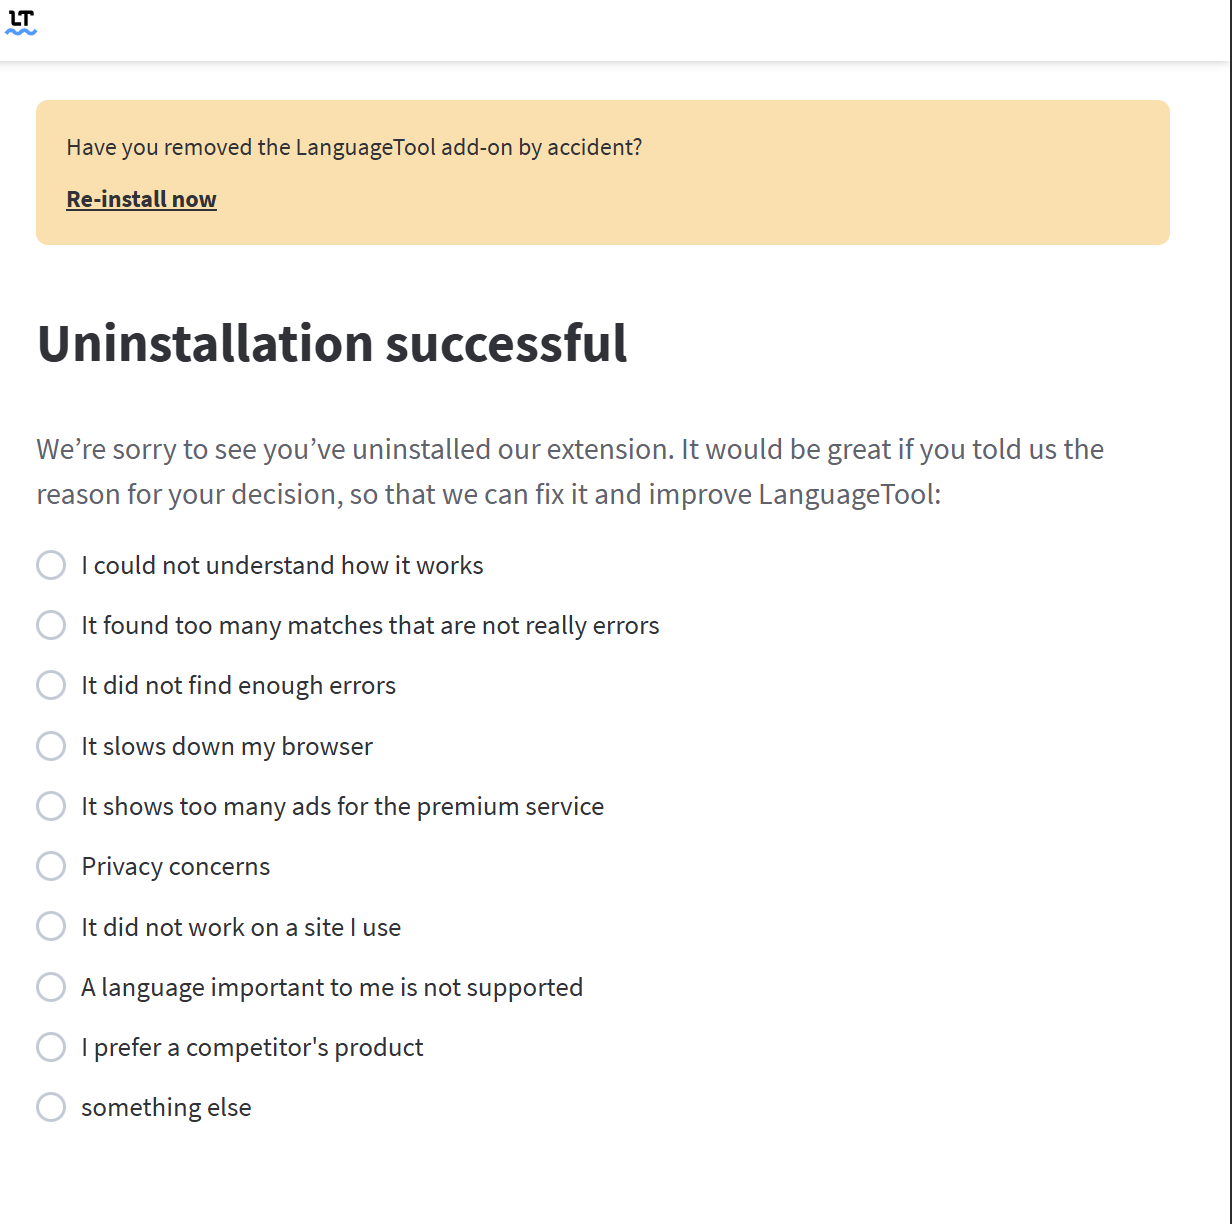 LT
Have you removed the LanguageTool add-on by accident?
Re-install now
Uninstallation successful
We’re sorry to see you’ve uninstalled our extension. It would be great if you told us the
reason for your decision, so that we can fix it and improve LanguageTool:
I could not understand how it works
It found too many matches that are not really errors
It did not find enough errors
It slows down my browser
It shows too many ads for the premium service
Privacy concerns
It did not work on a site I use
A language important to me is not supported
I prefer a competitor's product
something else